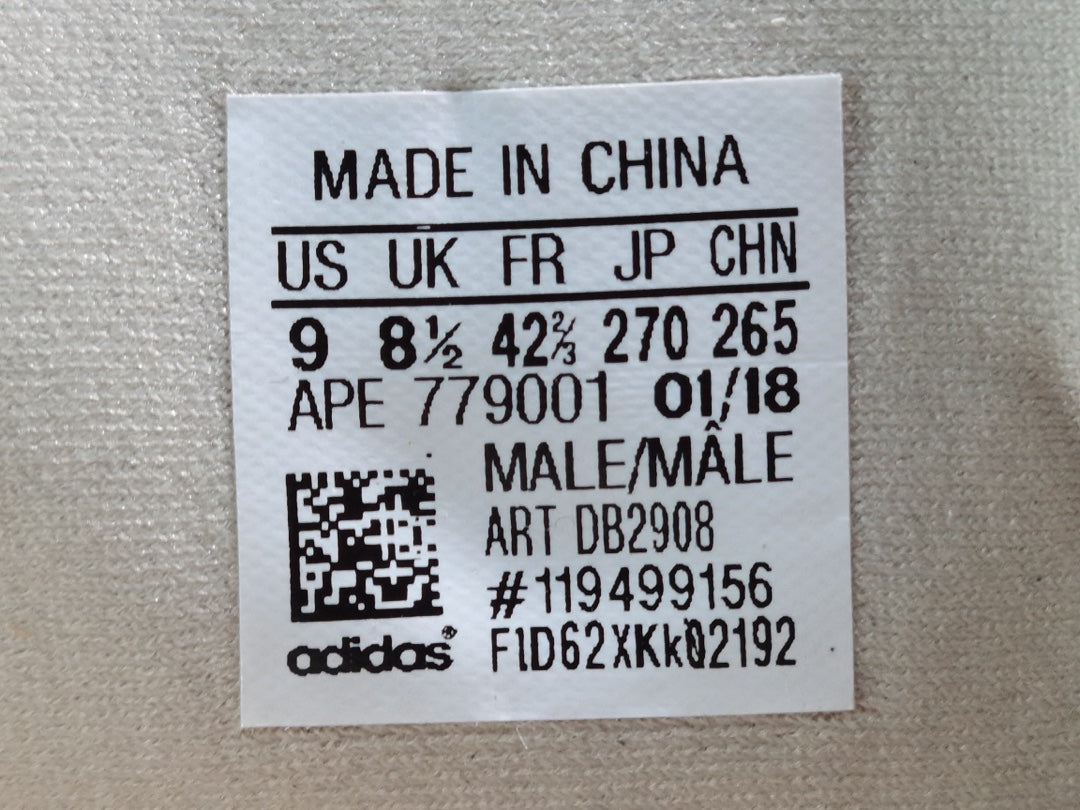 MADE IN CHINA
US UK FR JP CHN
9 8½ 42⅔ 270 265
APE 779001 01/18
MALE/MÂLE
ART DB2908
#119499156
F1D62XKk02192
adidas®